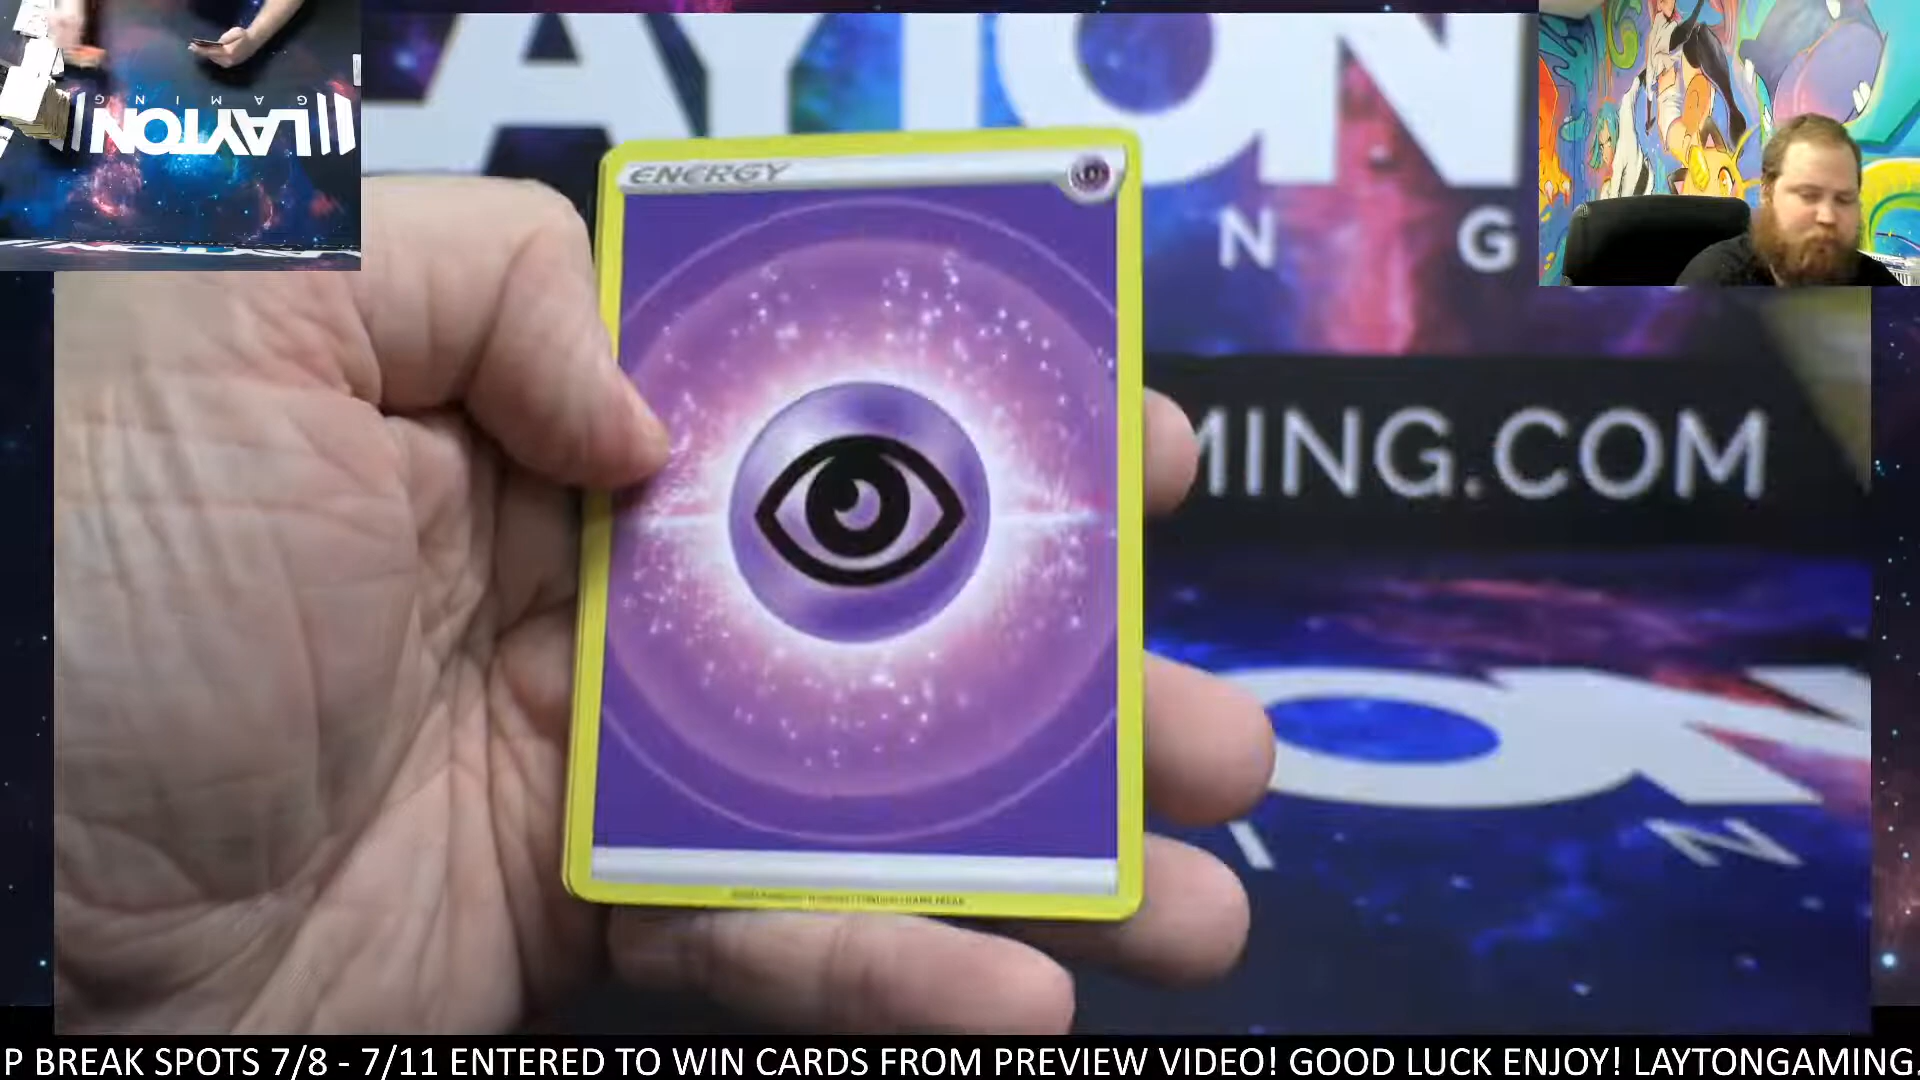 LAYTON
GAMING
LAYTON
N G
ENERGY
MING.COM
I N
P BREAK SPOTS 7/8 - 7/11 ENTERED TO WIN CARDS FROM PREVIEW VIDEO! GOOD LUCK ENJOY! LAYTONGAMING.